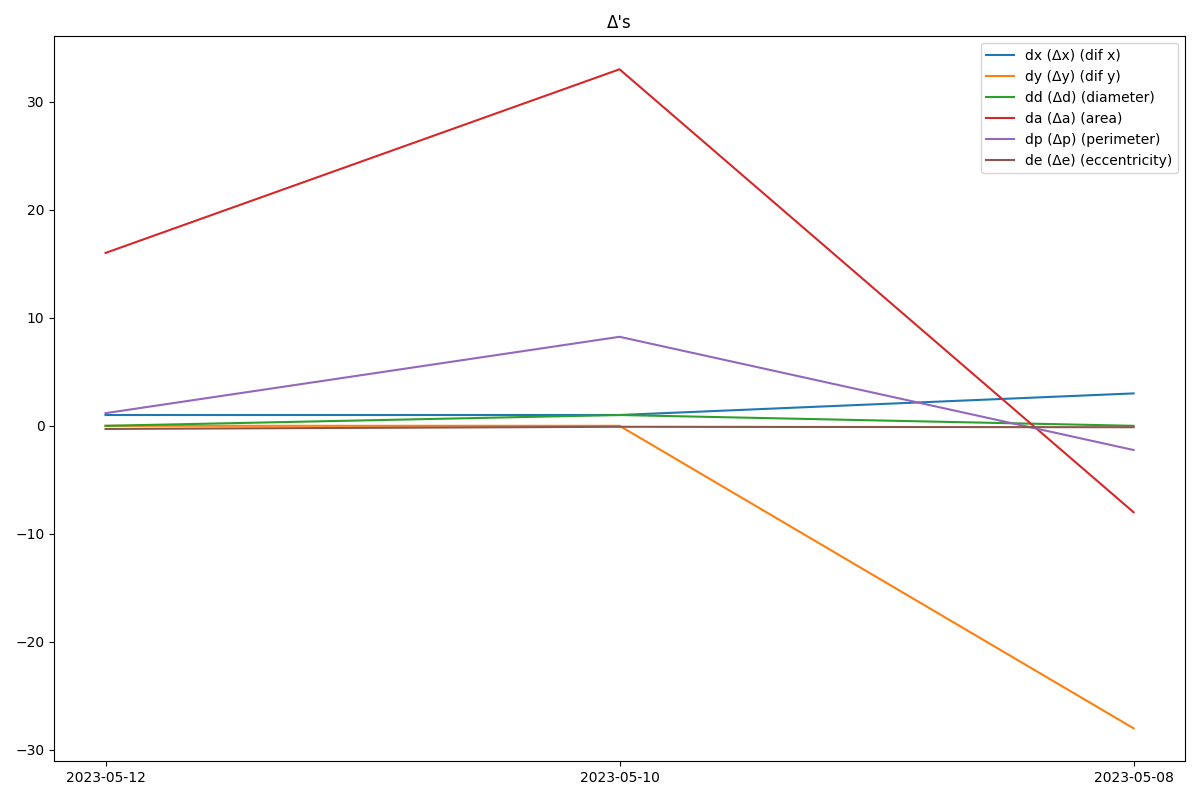 Δ's
dx (Δx) (dif x)
dy (Δy) (dif y)
dd (Δd) (diameter)
da (Δa) (area)
dp (Δp) (perimeter)
de (Δe) (eccentricity)
30
20
10
0
−10
−20
−30
2023-05-12 2023-05-10 2023-05-08